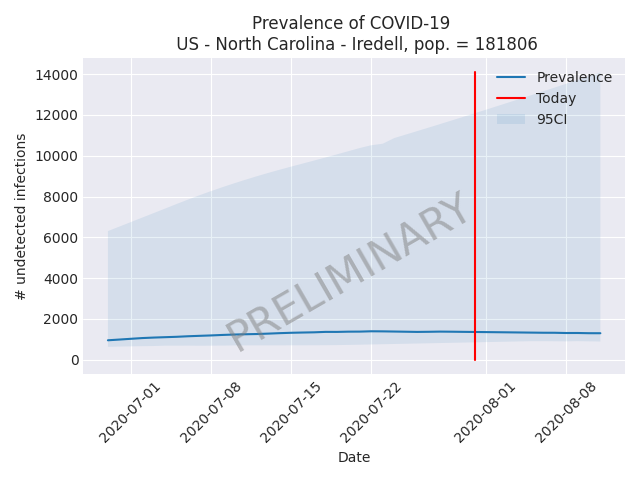 Prevalence of COVID-19
US - North Carolina - Iredell, pop. = 181806
14000
12000
10000
8000
6000
4000
2000
0
# undetected infections
Prevalence
Today
95CI
PRELIMINARY
2020-07-01
2020-07-08
2020-07-15
2020-07-22
2020-08-01
2020-08-08
Date